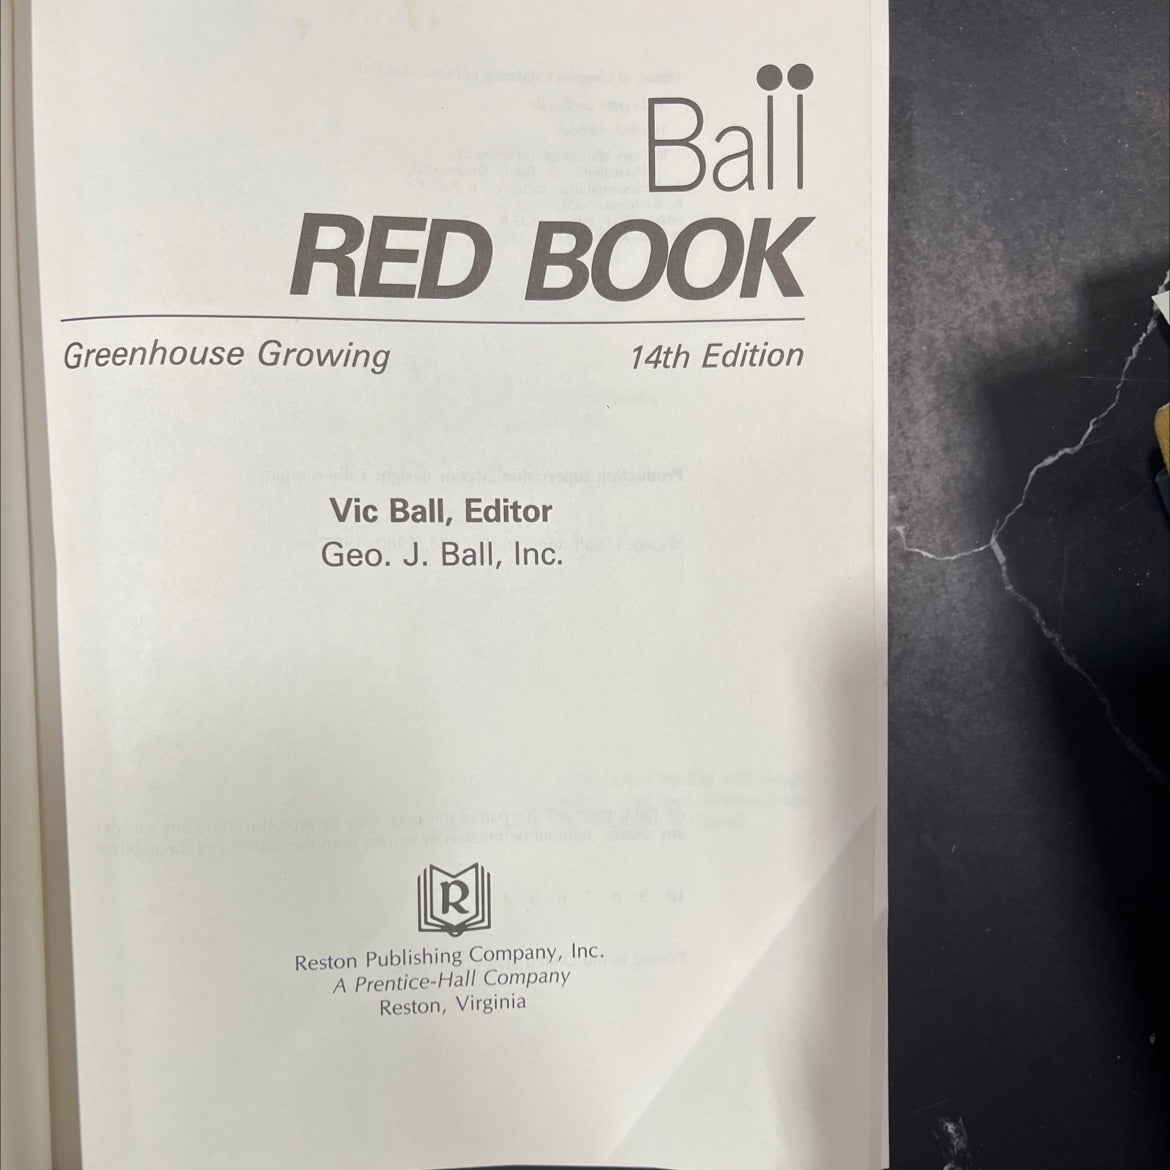 Ball
RED BOOK
Greenhouse Growing 14th Edition
Vic Ball, Editor
Geo. J. Ball, Inc.
R
Reston Publishing Company, Inc.
A Prentice-Hall Company
Reston, Virginia